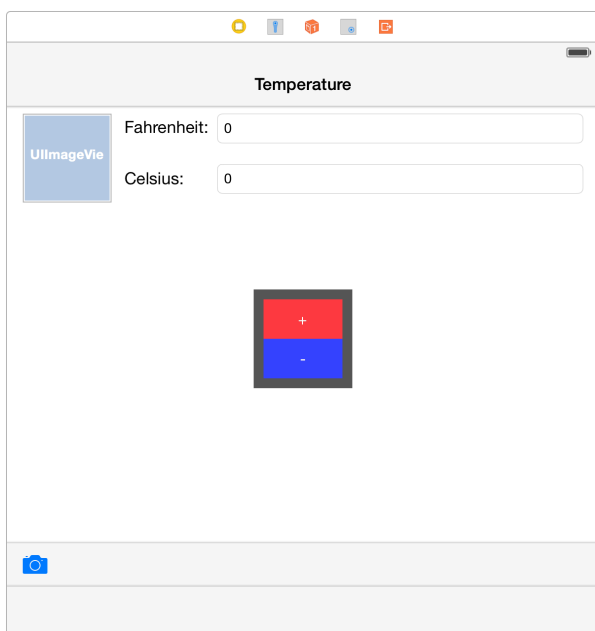 Temperature
UIImageVie
Fahrenheit: 0
Celsius: 0
+
-